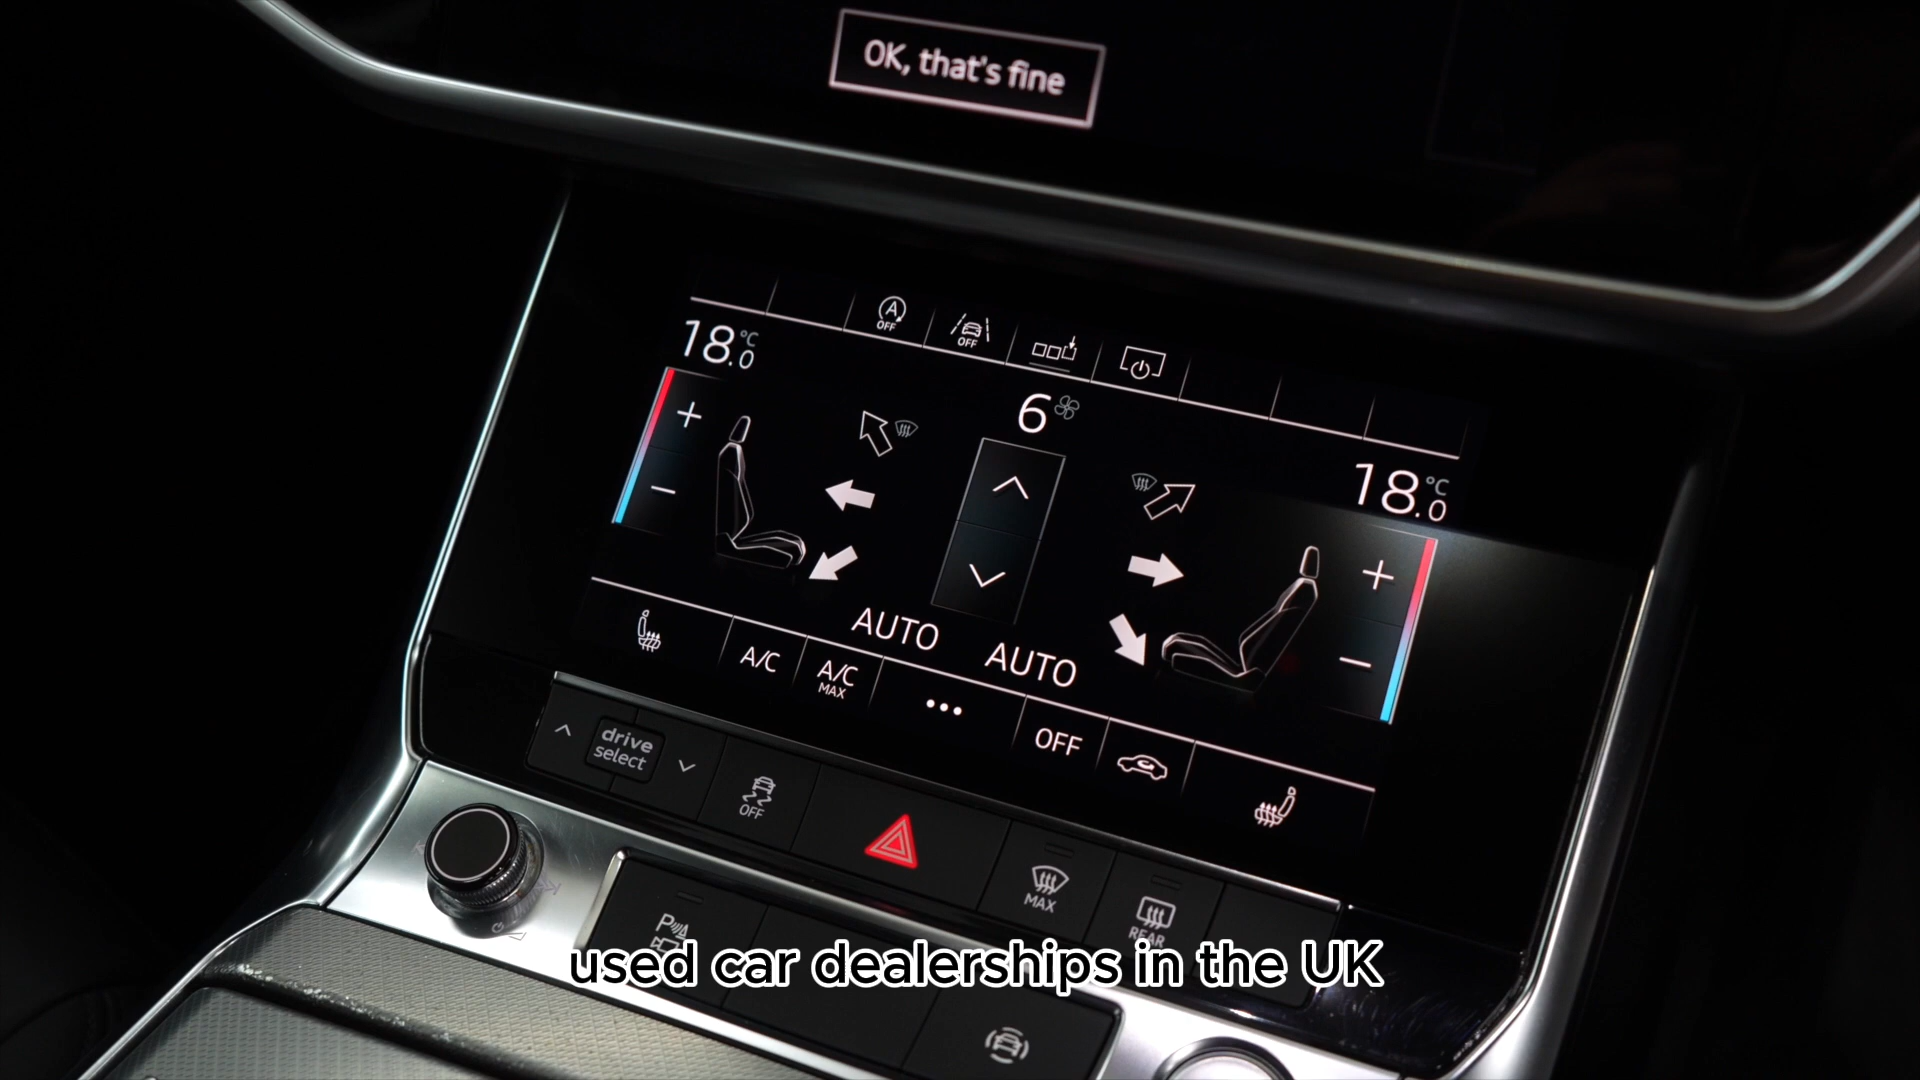 OK, that's fine
A
OFF
OFF
18.0 °C
6
18.0 °C
AUTO
AUTO
A/C
A/C
MAX
OFF
drive
select
OFF
MAX
REAR
P
used car dealerships in the UK